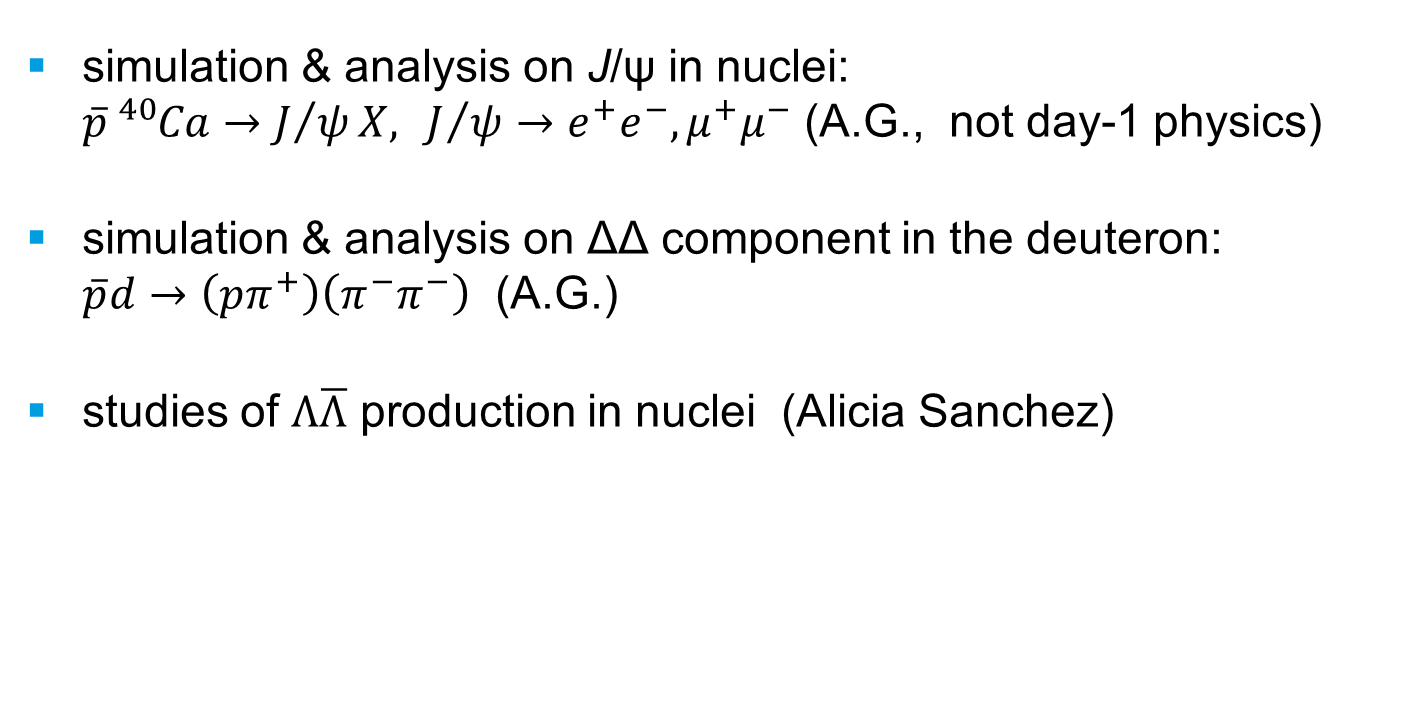 ▪ simulation & analysis on J/ψ in nuclei:
p̄ ⁴⁰Ca → J/ψ X, J/ψ → e⁺e⁻, μ⁺μ⁻ (A.G., not day-1 physics)
▪ simulation & analysis on ΔΔ component in the deuteron:
p̄d → (pπ⁺)(π⁻π⁻) (A.G.)
▪ studies of ΛΛ̅ production in nuclei (Alicia Sanchez)